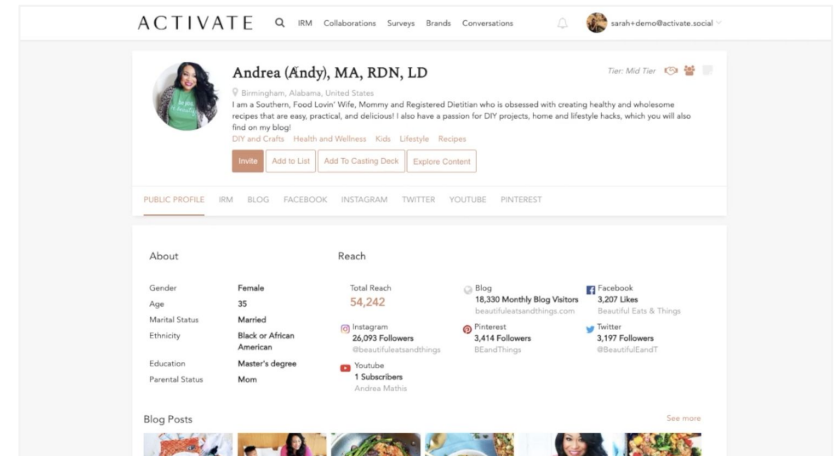 ACTIVATE IRM Collaborations Surveys Brands Conversations sarah+demo@activate.social
Andrea (Andy), MA, RDN, LD
Tier: Mid Tier
Birmingham, Alabama, United States
I am a Southern, Food Lovin' Wife, Mommy and Registered Dietitian who is obsessed with creating healthy and wholesome
recipes that are easy, practical, and delicious! I also have a passion for DIY projects, home and lifestyle hacks, which you will also
find on my blog!
DIY and Crafts Health and Wellness Kids Lifestyle Recipes
Invite Add to List Add To Casting Deck Explore Content
PUBLIC PROFILE IRM BLOG FACEBOOK INSTAGRAM TWITTER YOUTUBE PINTEREST
About
Gender Female
Age 35
Marital Status Married
Ethnicity Black or African
American
Education Master's degree
Parental Status Mom
Reach
Total Reach
54,242
Blog
18,330 Monthly Blog Visitors
beautifuleatsandthings.com
Facebook
3,207 Likes
Beautiful Eats & Things
Instagram
26,093 Followers
@beautifuleatsandthings
Pinterest
3,414 Followers
BEandThings
Twitter
3,197 Followers
@BeautifulEandT
Youtube
1 Subscribers
Andrea Mathis
Blog Posts See more